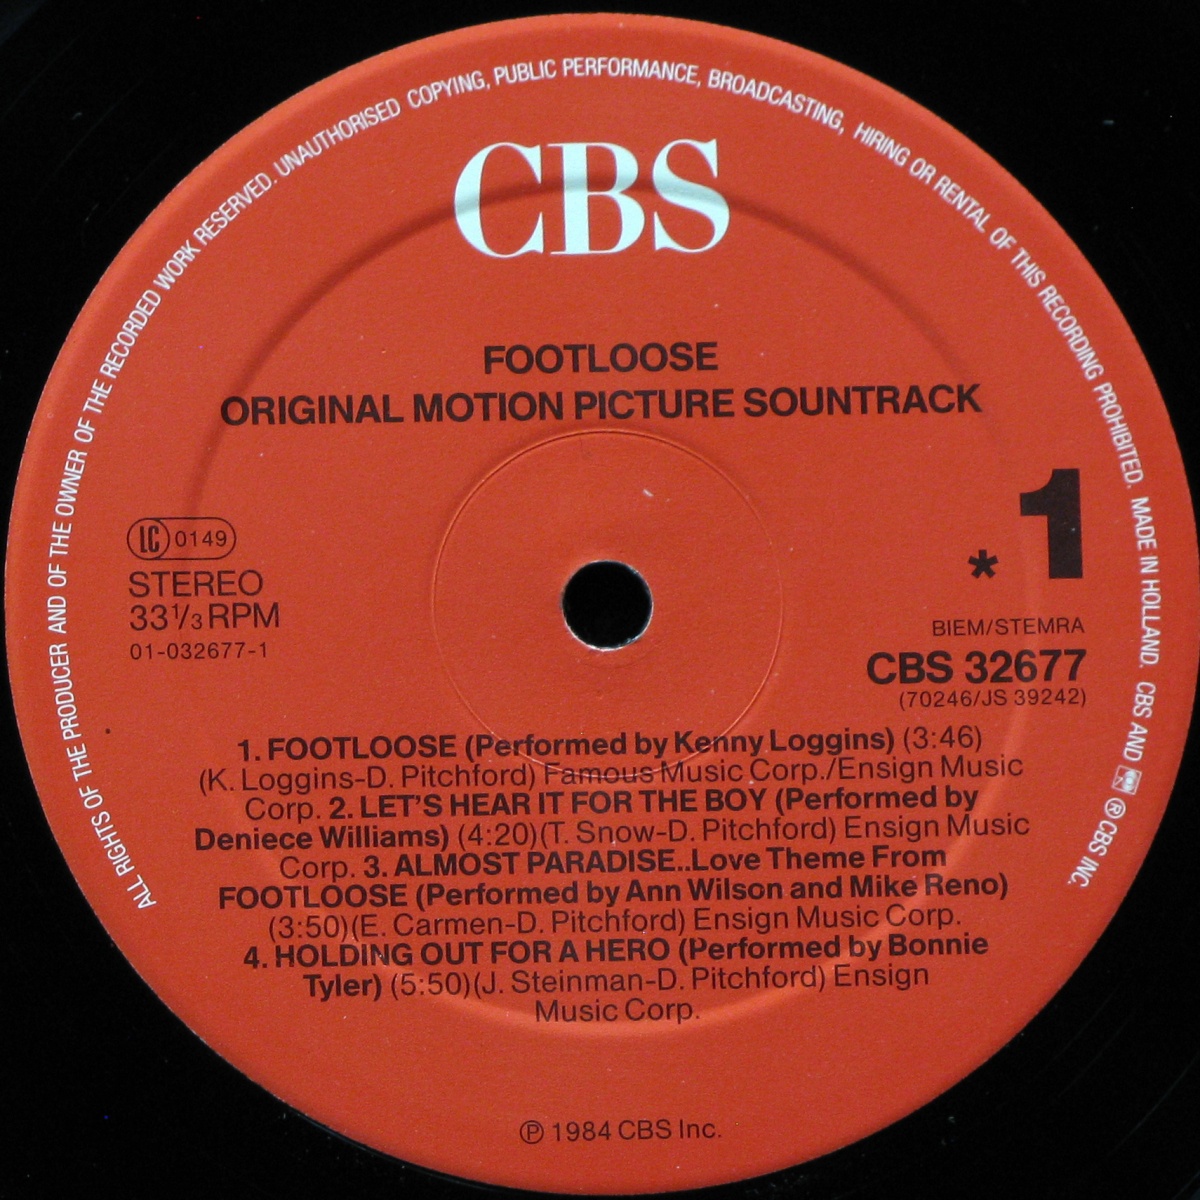 ALL RIGHTS OF THE PRODUCER AND OF THE OWNER OF THE RECORDED WORK RESERVED. UNAUTHORISED COPYING, PUBLIC PERFORMANCE, BROADCASTING, HIRING OR RENTAL OF THIS RECORDING PROHIBITED. MADE IN HOLLAND. CBS AND ® CBS INC.
CBS
FOOTLOOSE
ORIGINAL MOTION PICTURE SOUNTRACK
LC 0149
STEREO
33 1/3 RPM
01-032677-1
* 1
BIEM/STEMRA
CBS 32677
(70246/JS 39242)
1. FOOTLOOSE (Performed by Kenny Loggins) (3:46)
(K. Loggins-D. Pitchford) Famous Music Corp./Ensign Music
Corp. 2. LET'S HEAR IT FOR THE BOY (Performed by
Deniece Williams) (4:20)(T. Snow-D. Pitchford) Ensign Music
Corp. 3. ALMOST PARADISE..Love Theme From
FOOTLOOSE (Performed by Ann Wilson and Mike Reno)
(3:50)(E. Carmen-D. Pitchford) Ensign Music Corp.
4. HOLDING OUT FOR A HERO (Performed by Bonnie
Tyler) (5:50)(J. Steinman-D. Pitchford) Ensign
Music Corp.
℗ 1984 CBS Inc.